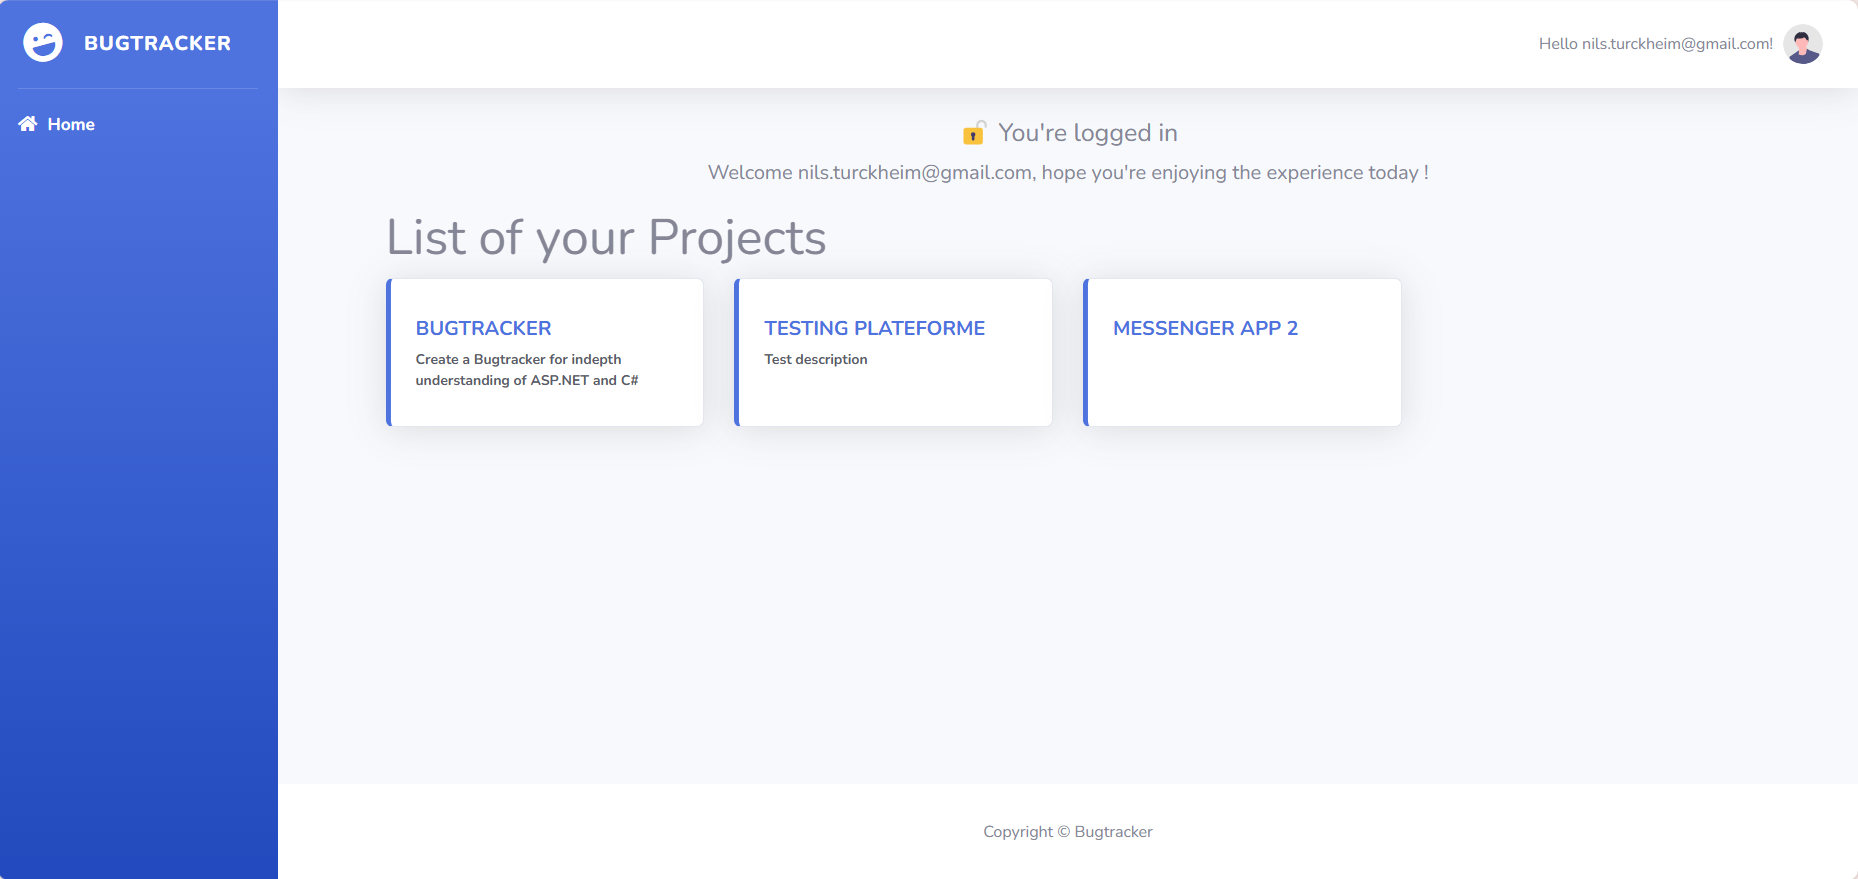 BUGTRACKER
Hello nils.turckheim@gmail.com!
Home
You're logged in
Welcome nils.turckheim@gmail.com, hope you're enjoying the experience today !
List of your Projects
BUGTRACKER
Create a Bugtracker for indepth
understanding of ASP.NET and C#
TESTING PLATEFORME
Test description
MESSENGER APP 2
Copyright © Bugtracker